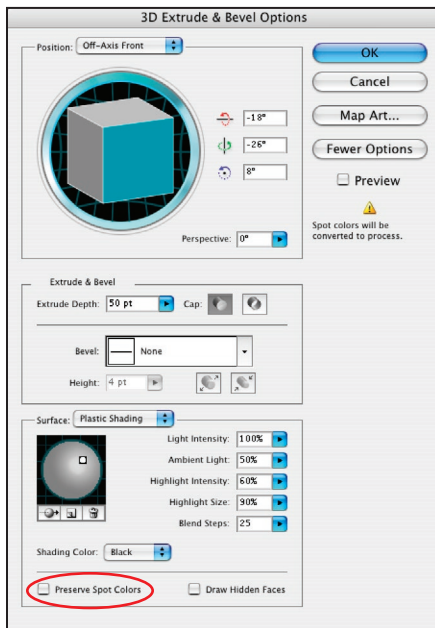 3D Extrude & Bevel Options
Position: Off-Axis Front
-18°
-26°
8°
Perspective: 0°
OK
Cancel
Map Art...
Fewer Options
Preview
Spot colors will be
converted to process.
Extrude & Bevel
Extrude Depth: 50 pt Cap:
Bevel: None
Height: 4 pt
Surface: Plastic Shading
Light Intensity: 100%
Ambient Light: 50%
Highlight Intensity: 60%
Highlight Size: 90%
Blend Steps: 25
Shading Color: Black
Preserve Spot Colors Draw Hidden Faces